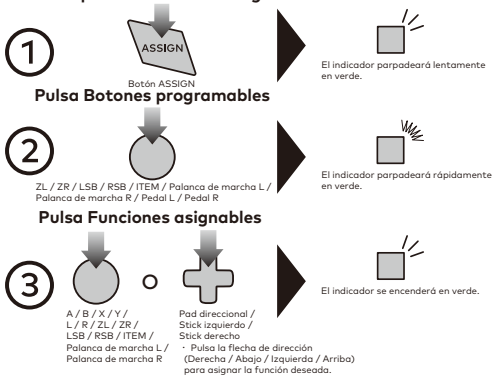 1
ASSIGN
Botón ASSIGN
El indicador parpadeará lentamente
en verde.
Pulsa Botones programables
2
ZL / ZR / LSB / RSB / ITEM / Palanca de marcha L /
Palanca de marcha R / Pedal L / Pedal R
El indicador parpadeará rápidamente
en verde.
Pulsa Funciones asignables
3
o
A / B / X / Y /
L / R / ZL / ZR /
LSB / RSB / ITEM /
Palanca de marcha L /
Palanca de marcha R
Pad direccional /
Stick izquierdo /
Stick derecho
・ Pulsa la flecha de dirección
(Derecha / Abajo / Izquierda / Arriba)
para asignar la función deseada.
El indicador se encenderá en verde.